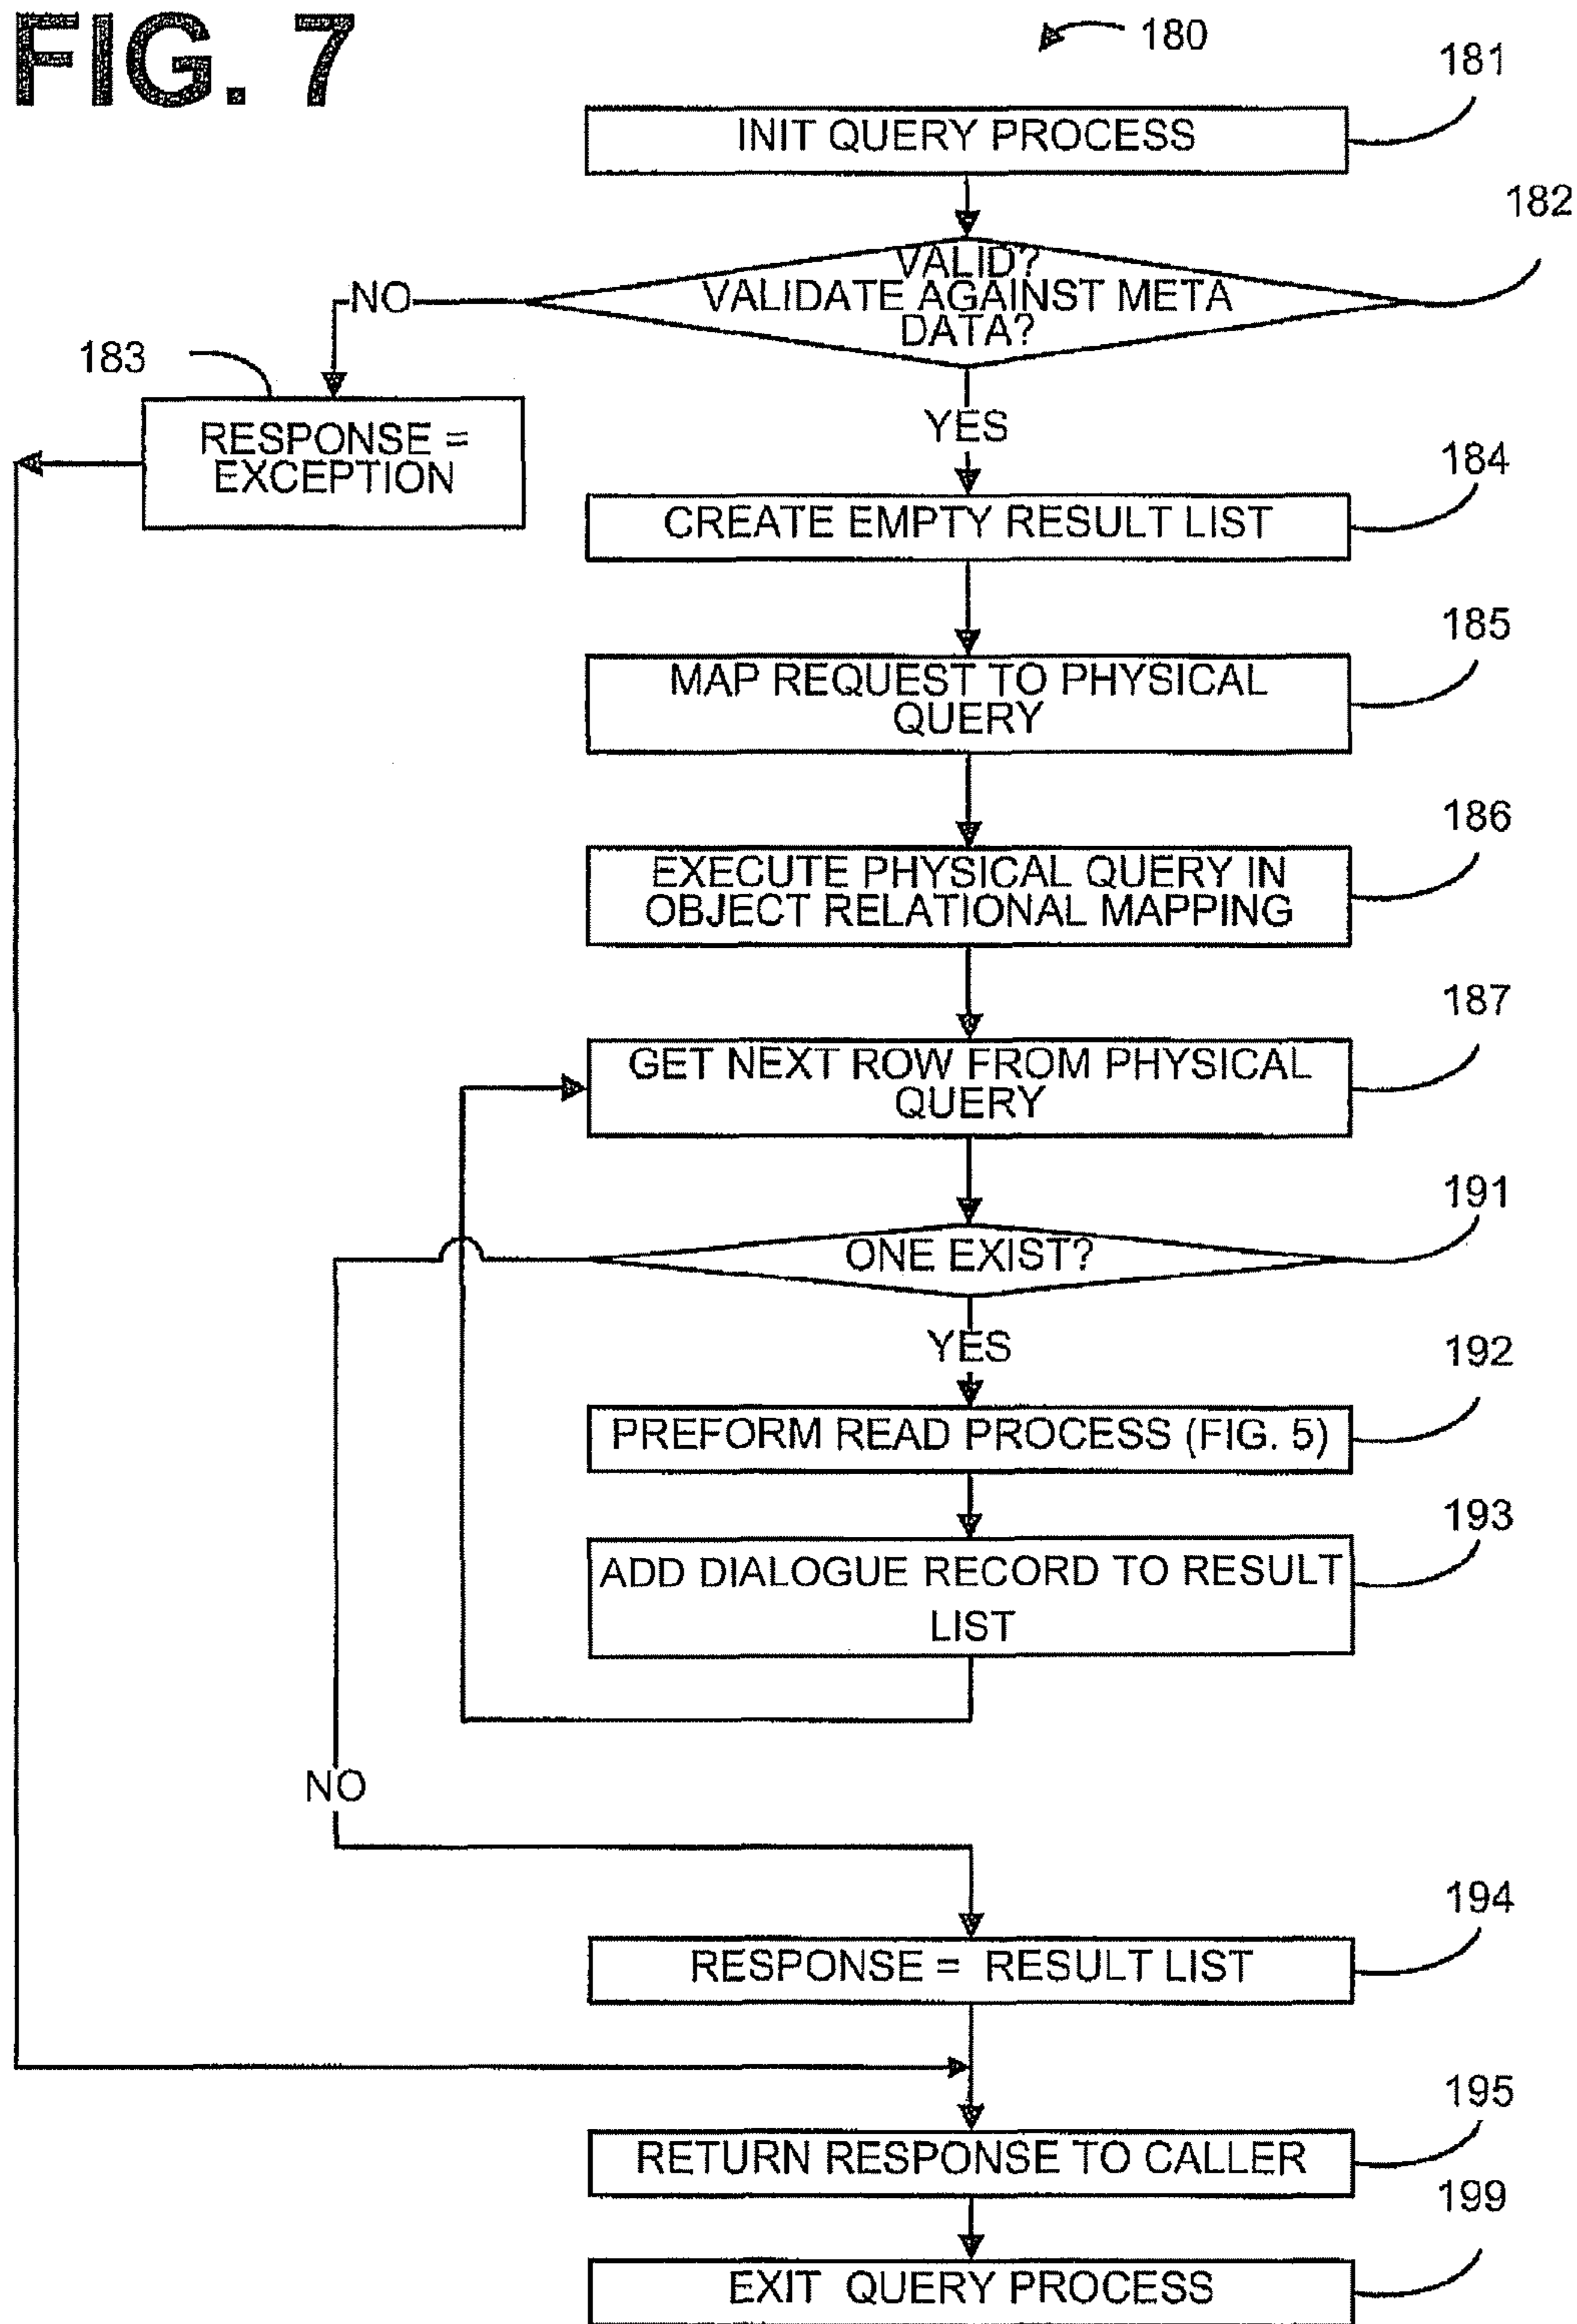 FIG. 7
180
181
INIT QUERY PROCESS
182
VALID?
VALIDATE AGAINST META
DATA?
NO
183
RESPONSE =
EXCEPTION
YES
184
CREATE EMPTY RESULT LIST
185
MAP REQUEST TO PHYSICAL
QUERY
186
EXECUTE PHYSICAL QUERY IN
OBJECT RELATIONAL MAPPING
187
GET NEXT ROW FROM PHYSICAL
QUERY
191
ONE EXIST?
YES
192
PREFORM READ PROCESS (FIG. 5)
193
ADD DIALOGUE RECORD TO RESULT
LIST
NO
194
RESPONSE = RESULT LIST
195
RETURN RESPONSE TO CALLER
199
EXIT QUERY PROCESS